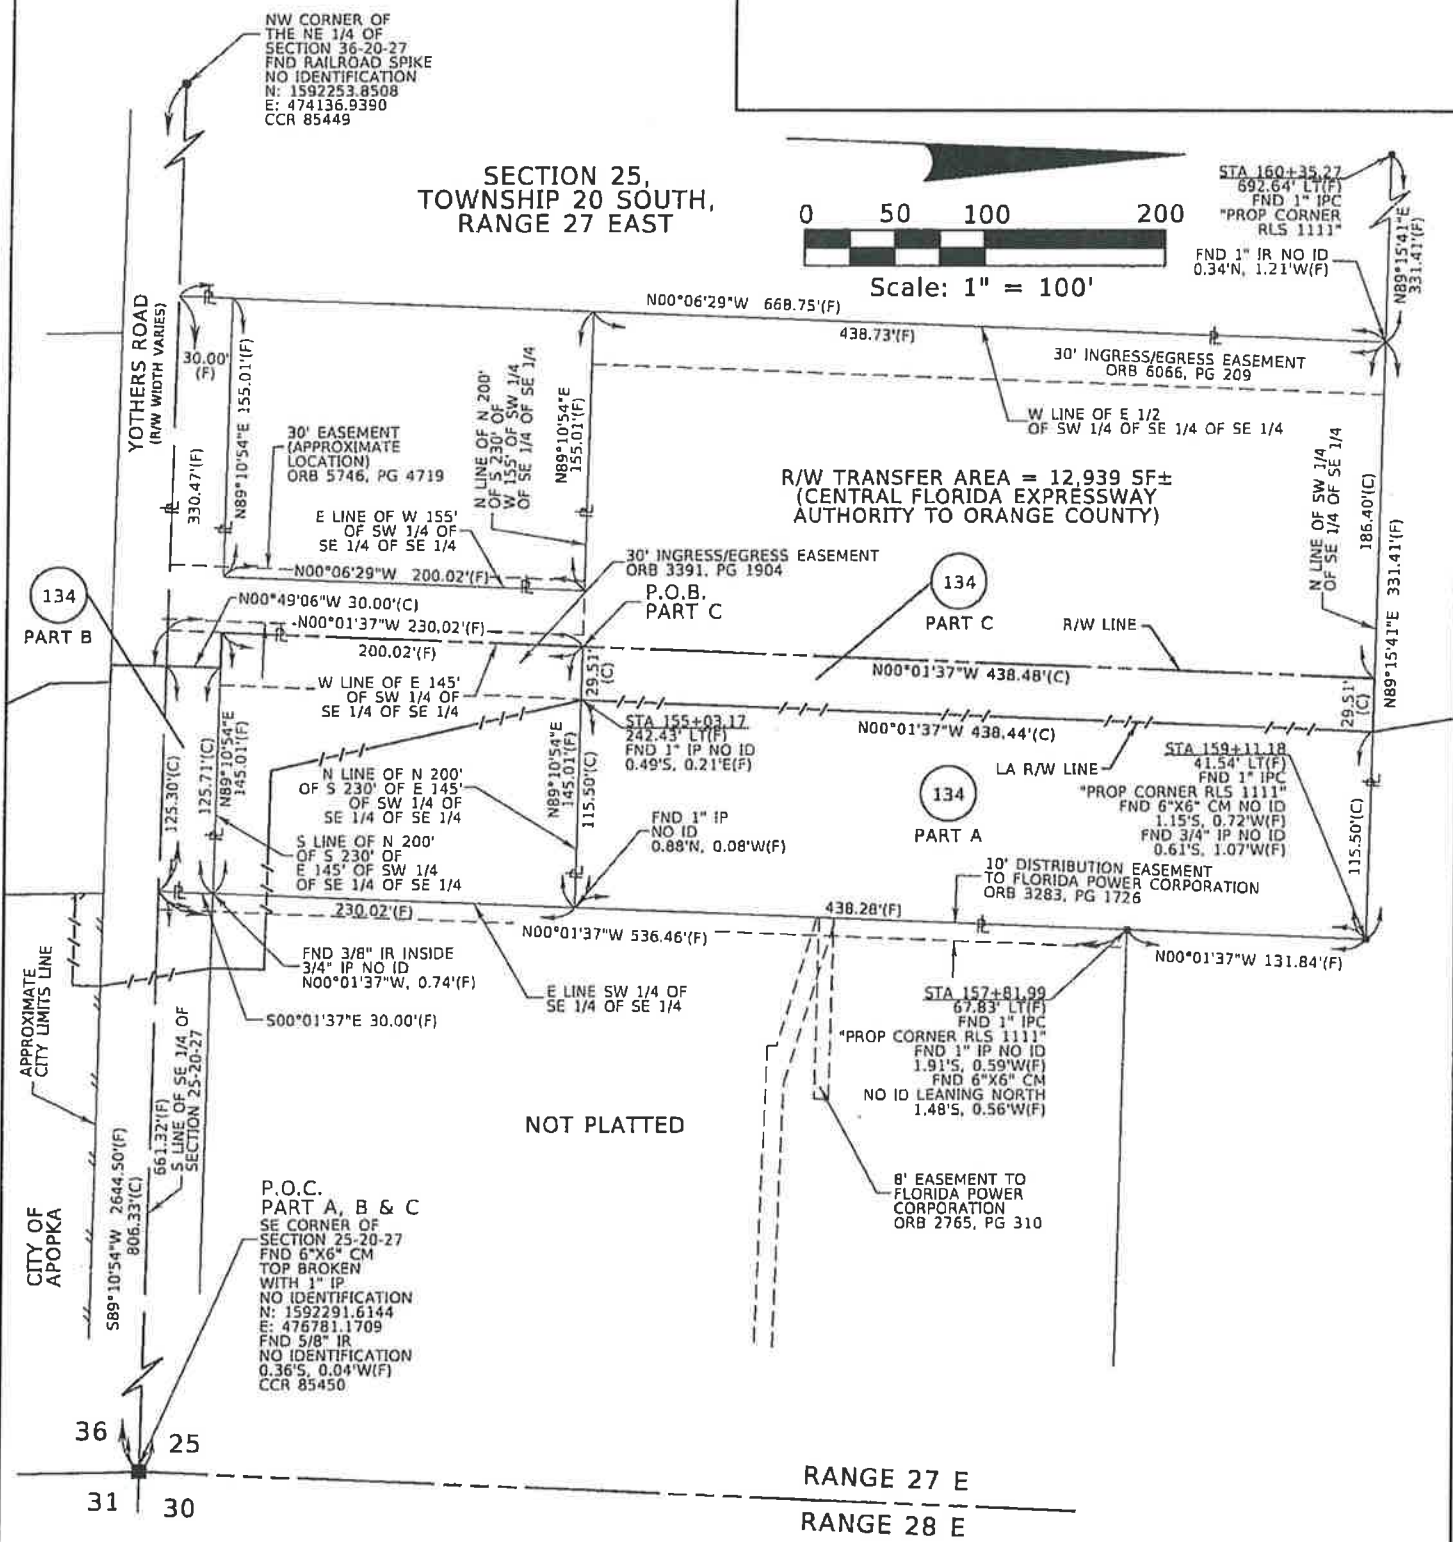 NW CORNER OF
THE NE 1/4 OF
SECTION 36-20-27
FND RAILROAD SPIKE
NO IDENTIFICATION
N: 1592253.8508
E: 474136.9390
CCR 85449
SECTION 25,
TOWNSHIP 20 SOUTH,
RANGE 27 EAST
0 50 100 200
Scale: 1" = 100'
STA 160+35.27
692.64' LT(F)
FND 1" IPC
"PROP CORNER
RLS 1111"
FND 1" IR NO ID
0.34'N, 1.21'W(F)
N89°15'41"E
331.41'(F)
YOTHERS ROAD
(R/W WIDTH VARIES)
30.00'
(F)
N89°10'54"E 155.01'(F)
330.47'(F)
N00°06'29"W 668.75'(F)
438.73'(F)
30' INGRESS/EGRESS EASEMENT
ORB 6066, PG 209
W LINE OF E 1/2
OF SW 1/4 OF SE 1/4 OF SE 1/4
30' EASEMENT
(APPROXIMATE
LOCATION)
ORB 5746, PG 4719
N LINE OF N 200'
OF S 230' OF
W 155' OF SW 1/4
OF SE 1/4 OF SE 1/4
N89°10'54"E
155.01'(F)
R/W TRANSFER AREA = 12,939 SF±
(CENTRAL FLORIDA EXPRESSWAY
AUTHORITY TO ORANGE COUNTY)
N LINE OF SW 1/4
OF SE 1/4 OF SE 1/4
186.40'(C)
N89°15'41"E 331.41'(F)
E LINE OF W 155'
OF SW 1/4 OF
SE 1/4 OF SE 1/4
N00°06'29"W 200.02'(F)
30' INGRESS/EGRESS EASEMENT
ORB 3391, PG 1904
P.O.B.
PART C
134
PART C
R/W LINE
134
PART B
N00°49'06"W 30.00'(C)
N00°01'37"W 230.02'(F)
200.02'(F)
W LINE OF E 145'
OF SW 1/4 OF
SE 1/4 OF SE 1/4
29.51'
(C)
N00°01'37"W 438.48'(C)
N00°01'37"W 438.44'(C)
29.51'
(C)
STA 155+03.17
242.43' LT(F)
FND 1" IP NO ID
0.49'S, 0.21'E(F)
LA R/W LINE
STA 159+11.18
41.54' LT(F)
FND 1" IPC
"PROP CORNER RLS 1111"
FND 6"X6" CM NO ID
1.15'S, 0.72'W(F)
FND 3/4" IP NO ID
0.61'S, 1.07'W(F)
115.50'(C)
134
PART A
125.30'(C)
125.71'(C)
N89°10'54"E
145.01'(F)
N LINE OF N 200'
OF S 230' OF E 145'
OF SW 1/4 OF
SE 1/4 OF SE 1/4
N89°10'54"E
145.01'(F)
115.50'(C)
FND 1" IP
NO ID
0.88'N, 0.08'W(F)
S LINE OF N 200'
OF S 230' OF
E 145' OF SW 1/4
OF SE 1/4 OF SE 1/4
10' DISTRIBUTION EASEMENT
TO FLORIDA POWER CORPORATION
ORB 3283, PG 1726
230.02'(F)
438.28'(F)
N00°01'37"W 536.46'(F)
N00°01'37"W 131.84'(F)
FND 3/8" IR INSIDE
3/4" IP NO ID
N00°01'37"W, 0.74'(F)
E LINE SW 1/4 OF
SE 1/4 OF SE 1/4
S00°01'37"E 30.00'(F)
STA 157+81.99
67.83' LT(F)
FND 1" IPC
"PROP CORNER RLS 1111"
FND 1" IP NO ID
1.91'S, 0.59'W(F)
FND 6"X6" CM
NO ID LEANING NORTH
1.48'S, 0.56'W(F)
APPROXIMATE
CITY LIMITS LINE
661.32'(F)
S LINE OF SE 1/4 OF
SECTION 25-20-27
NOT PLATTED
8' EASEMENT TO
FLORIDA POWER
CORPORATION
ORB 2765, PG 310
CITY OF
APOPKA
S89°10'54"W 2644.50'(F)
806.33'(C)
P.O.C.
PART A, B & C
SE CORNER OF
SECTION 25-20-27
FND 6"X6" CM
TOP BROKEN
WITH 1" IP
NO IDENTIFICATION
N: 1592291.6144
E: 476781.1709
FND 5/8" IR
NO IDENTIFICATION
0.36'S, 0.04'W(F)
CCR 85450
36 25
31 30
RANGE 27 E
RANGE 28 E